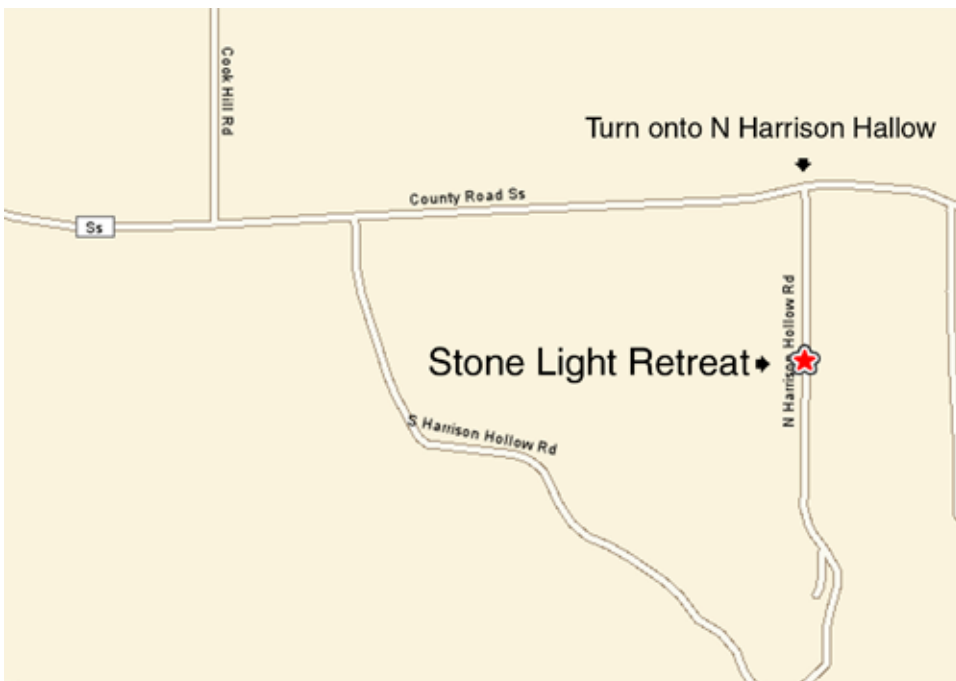 Cook Hill Rd
Turn onto N Harrison Hallow
County Road Ss
Ss
N Harrison Hollow Rd
Stone Light Retreat
S Harrison Hollow Rd